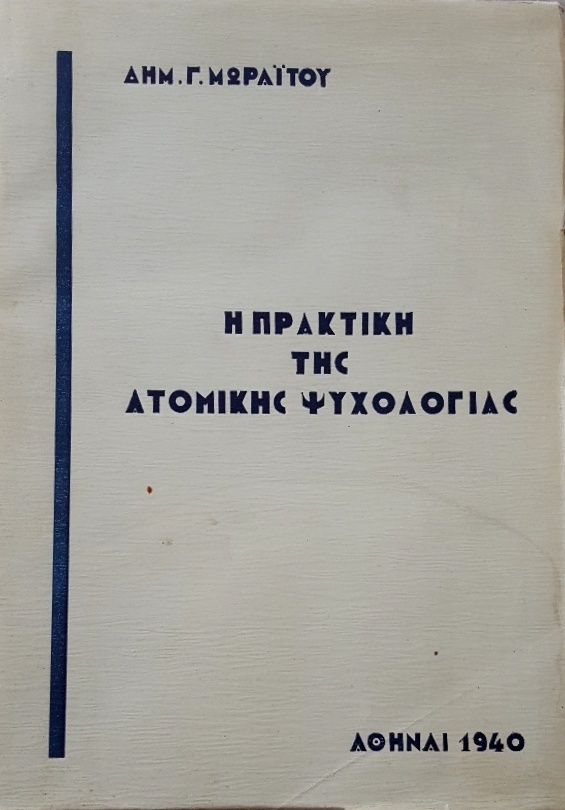 ΔΗΜ. Γ. ΜΩΡΑΪΤΟΥ
Η ΠΡΑΚΤΙΚΗ
ΤΗΣ
ΑΤΟΜΙΚΗΣ ΨΥΧΟΛΟΓΙΑΣ
ΑΘΗΝΑΙ 1940